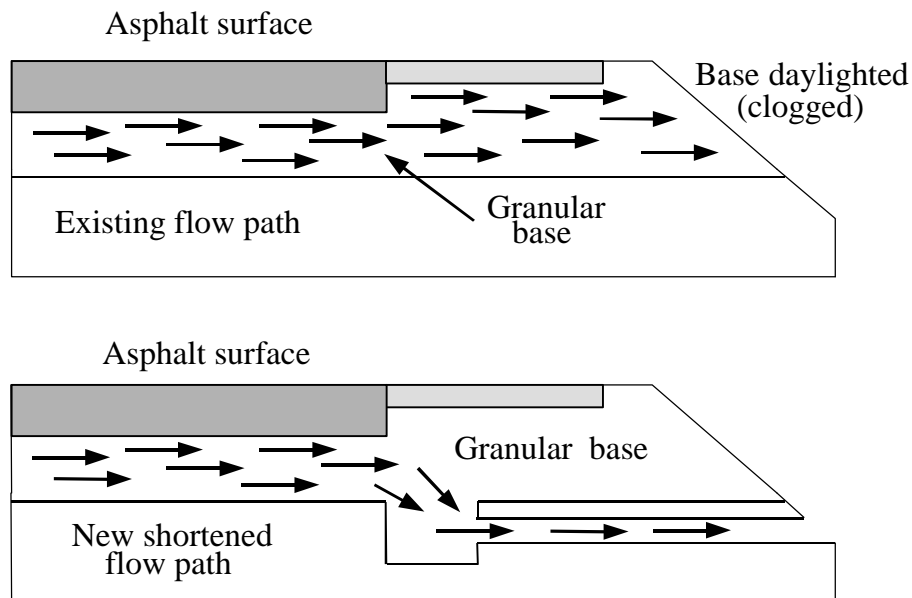 Asphalt surface
Base daylighted
(clogged)
Existing flow path
Granular
base
Asphalt surface
Granular base
New shortened
flow path